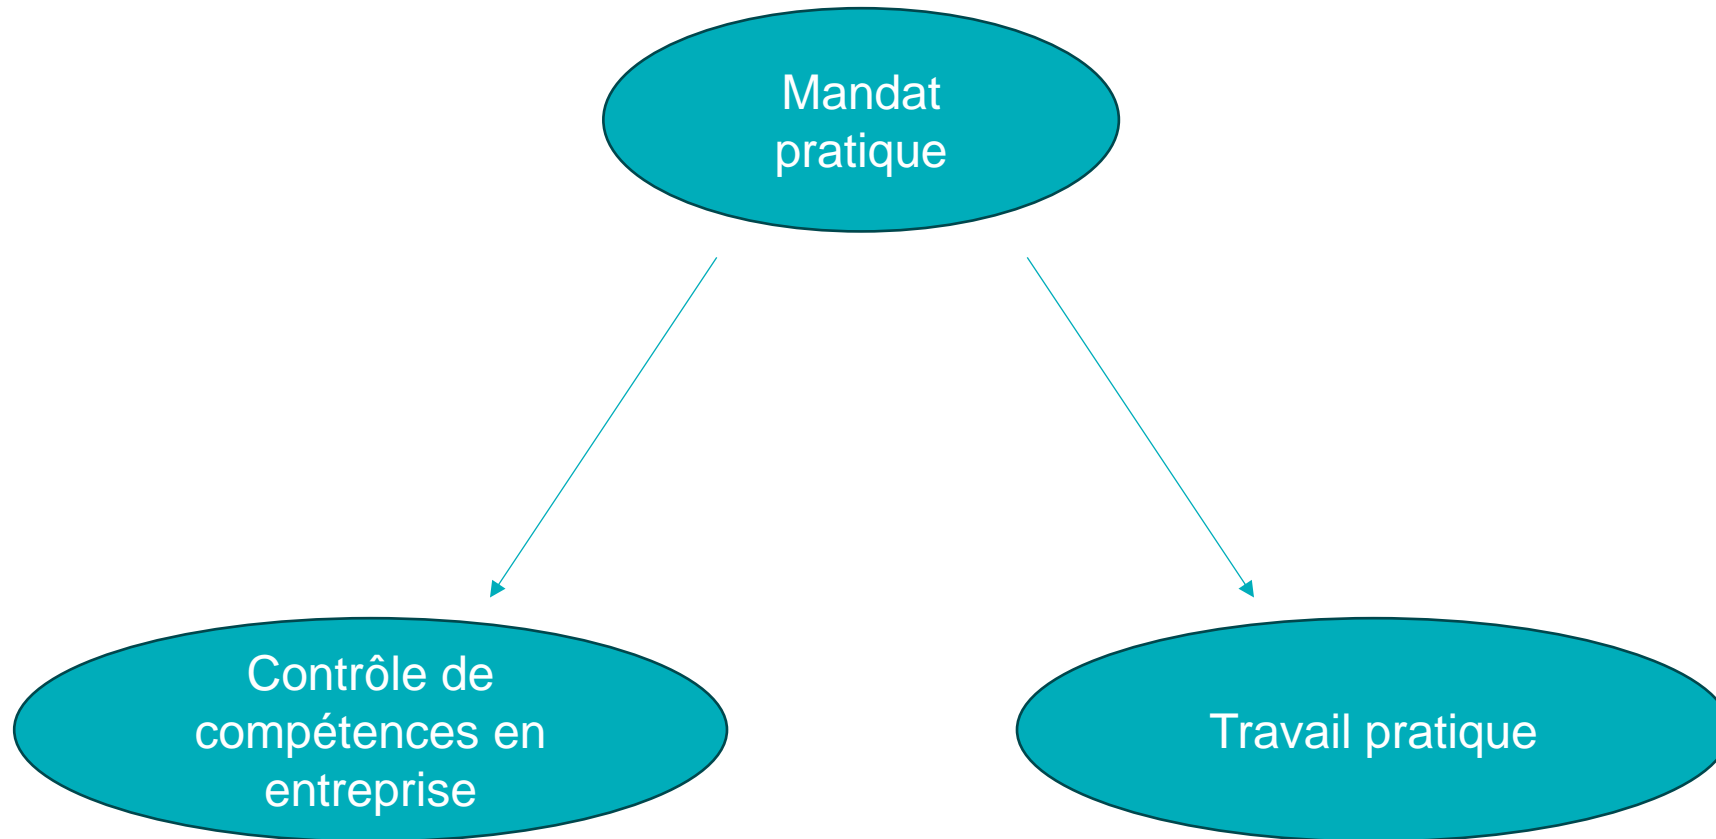 Mandat
pratique
Contrôle de
compétences en
entreprise
Travail pratique